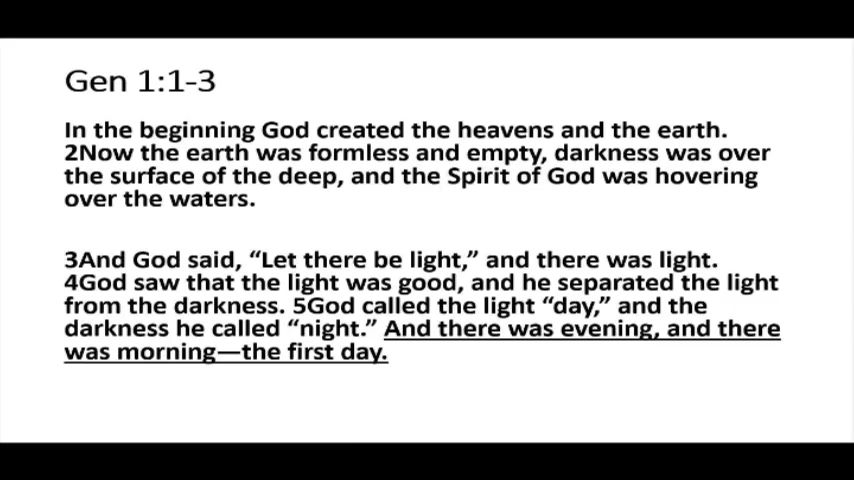 Gen 1:1-3
In the beginning God created the heavens and the earth.
2Now the earth was formless and empty, darkness was over
the surface of the deep, and the Spirit of God was hovering
over the waters.
3And God said, “Let there be light,” and there was light.
4God saw that the light was good, and he separated the light
from the darkness. 5God called the light “day,” and the
darkness he called “night.” And there was evening, and there
was morning—the first day.